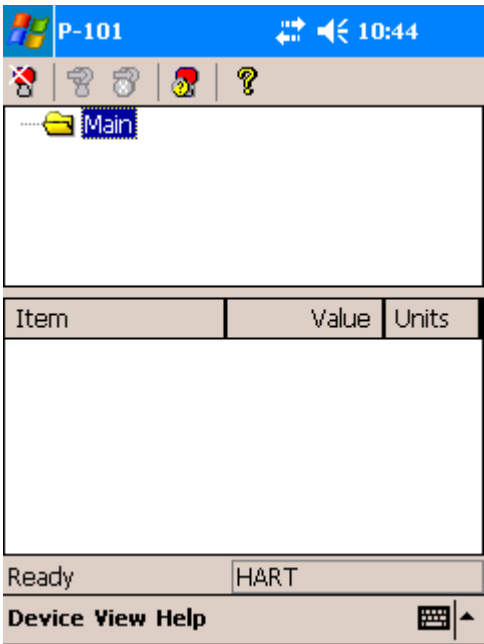 P-101 10:44
Main
Item Value Units
Ready HART
Device View Help